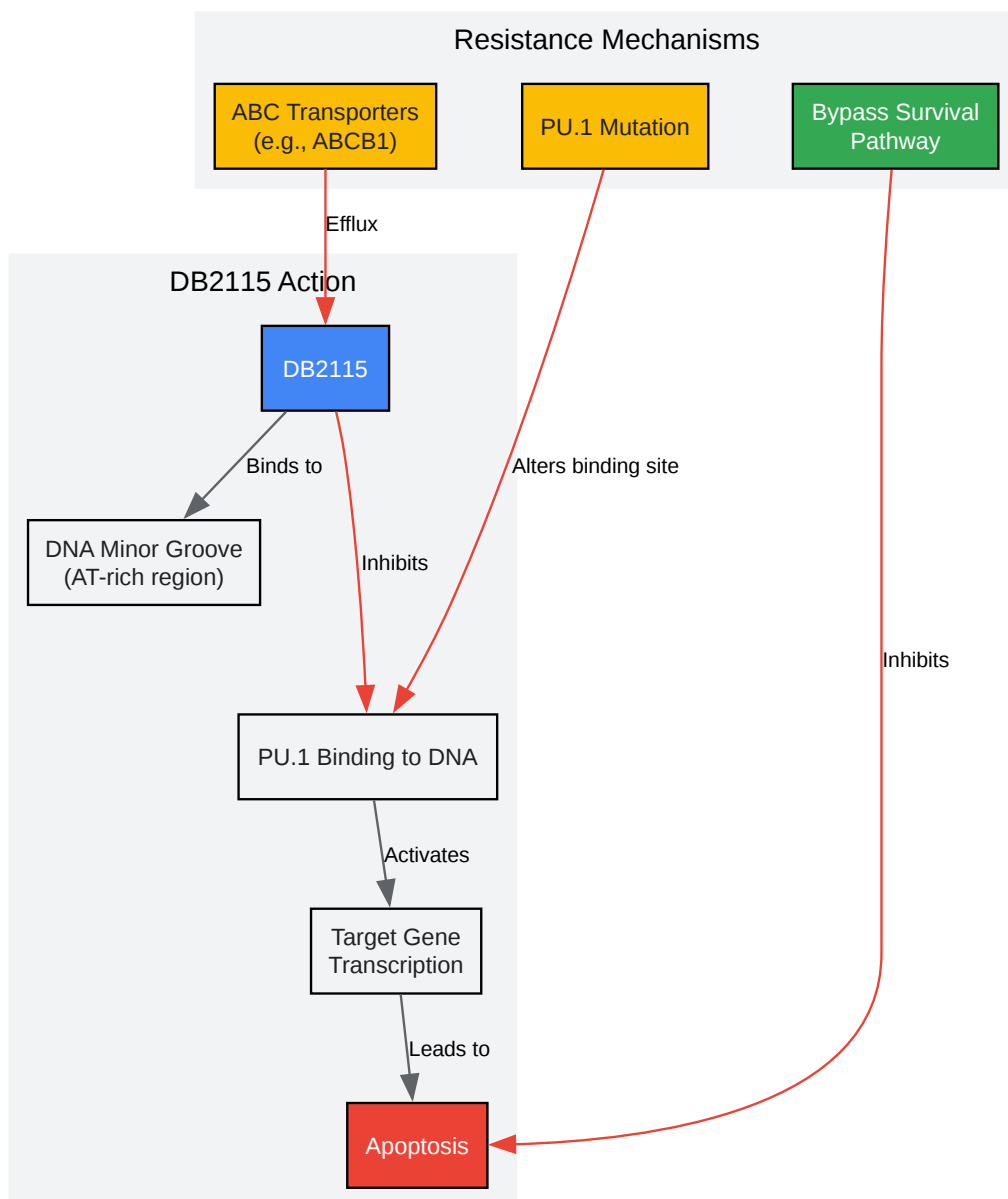 Resistance Mechanisms
ABC Transporters
(e.g., ABCB1)
PU.1 Mutation
Bypass Survival
Pathway
Efflux
DB2115 Action
DB2115
Binds to
Alters binding site
DNA Minor Groove
(AT-rich region)
Inhibits
Inhibits
PU.1 Binding to DNA
Activates
Target Gene
Transcription
Leads to
Apoptosis